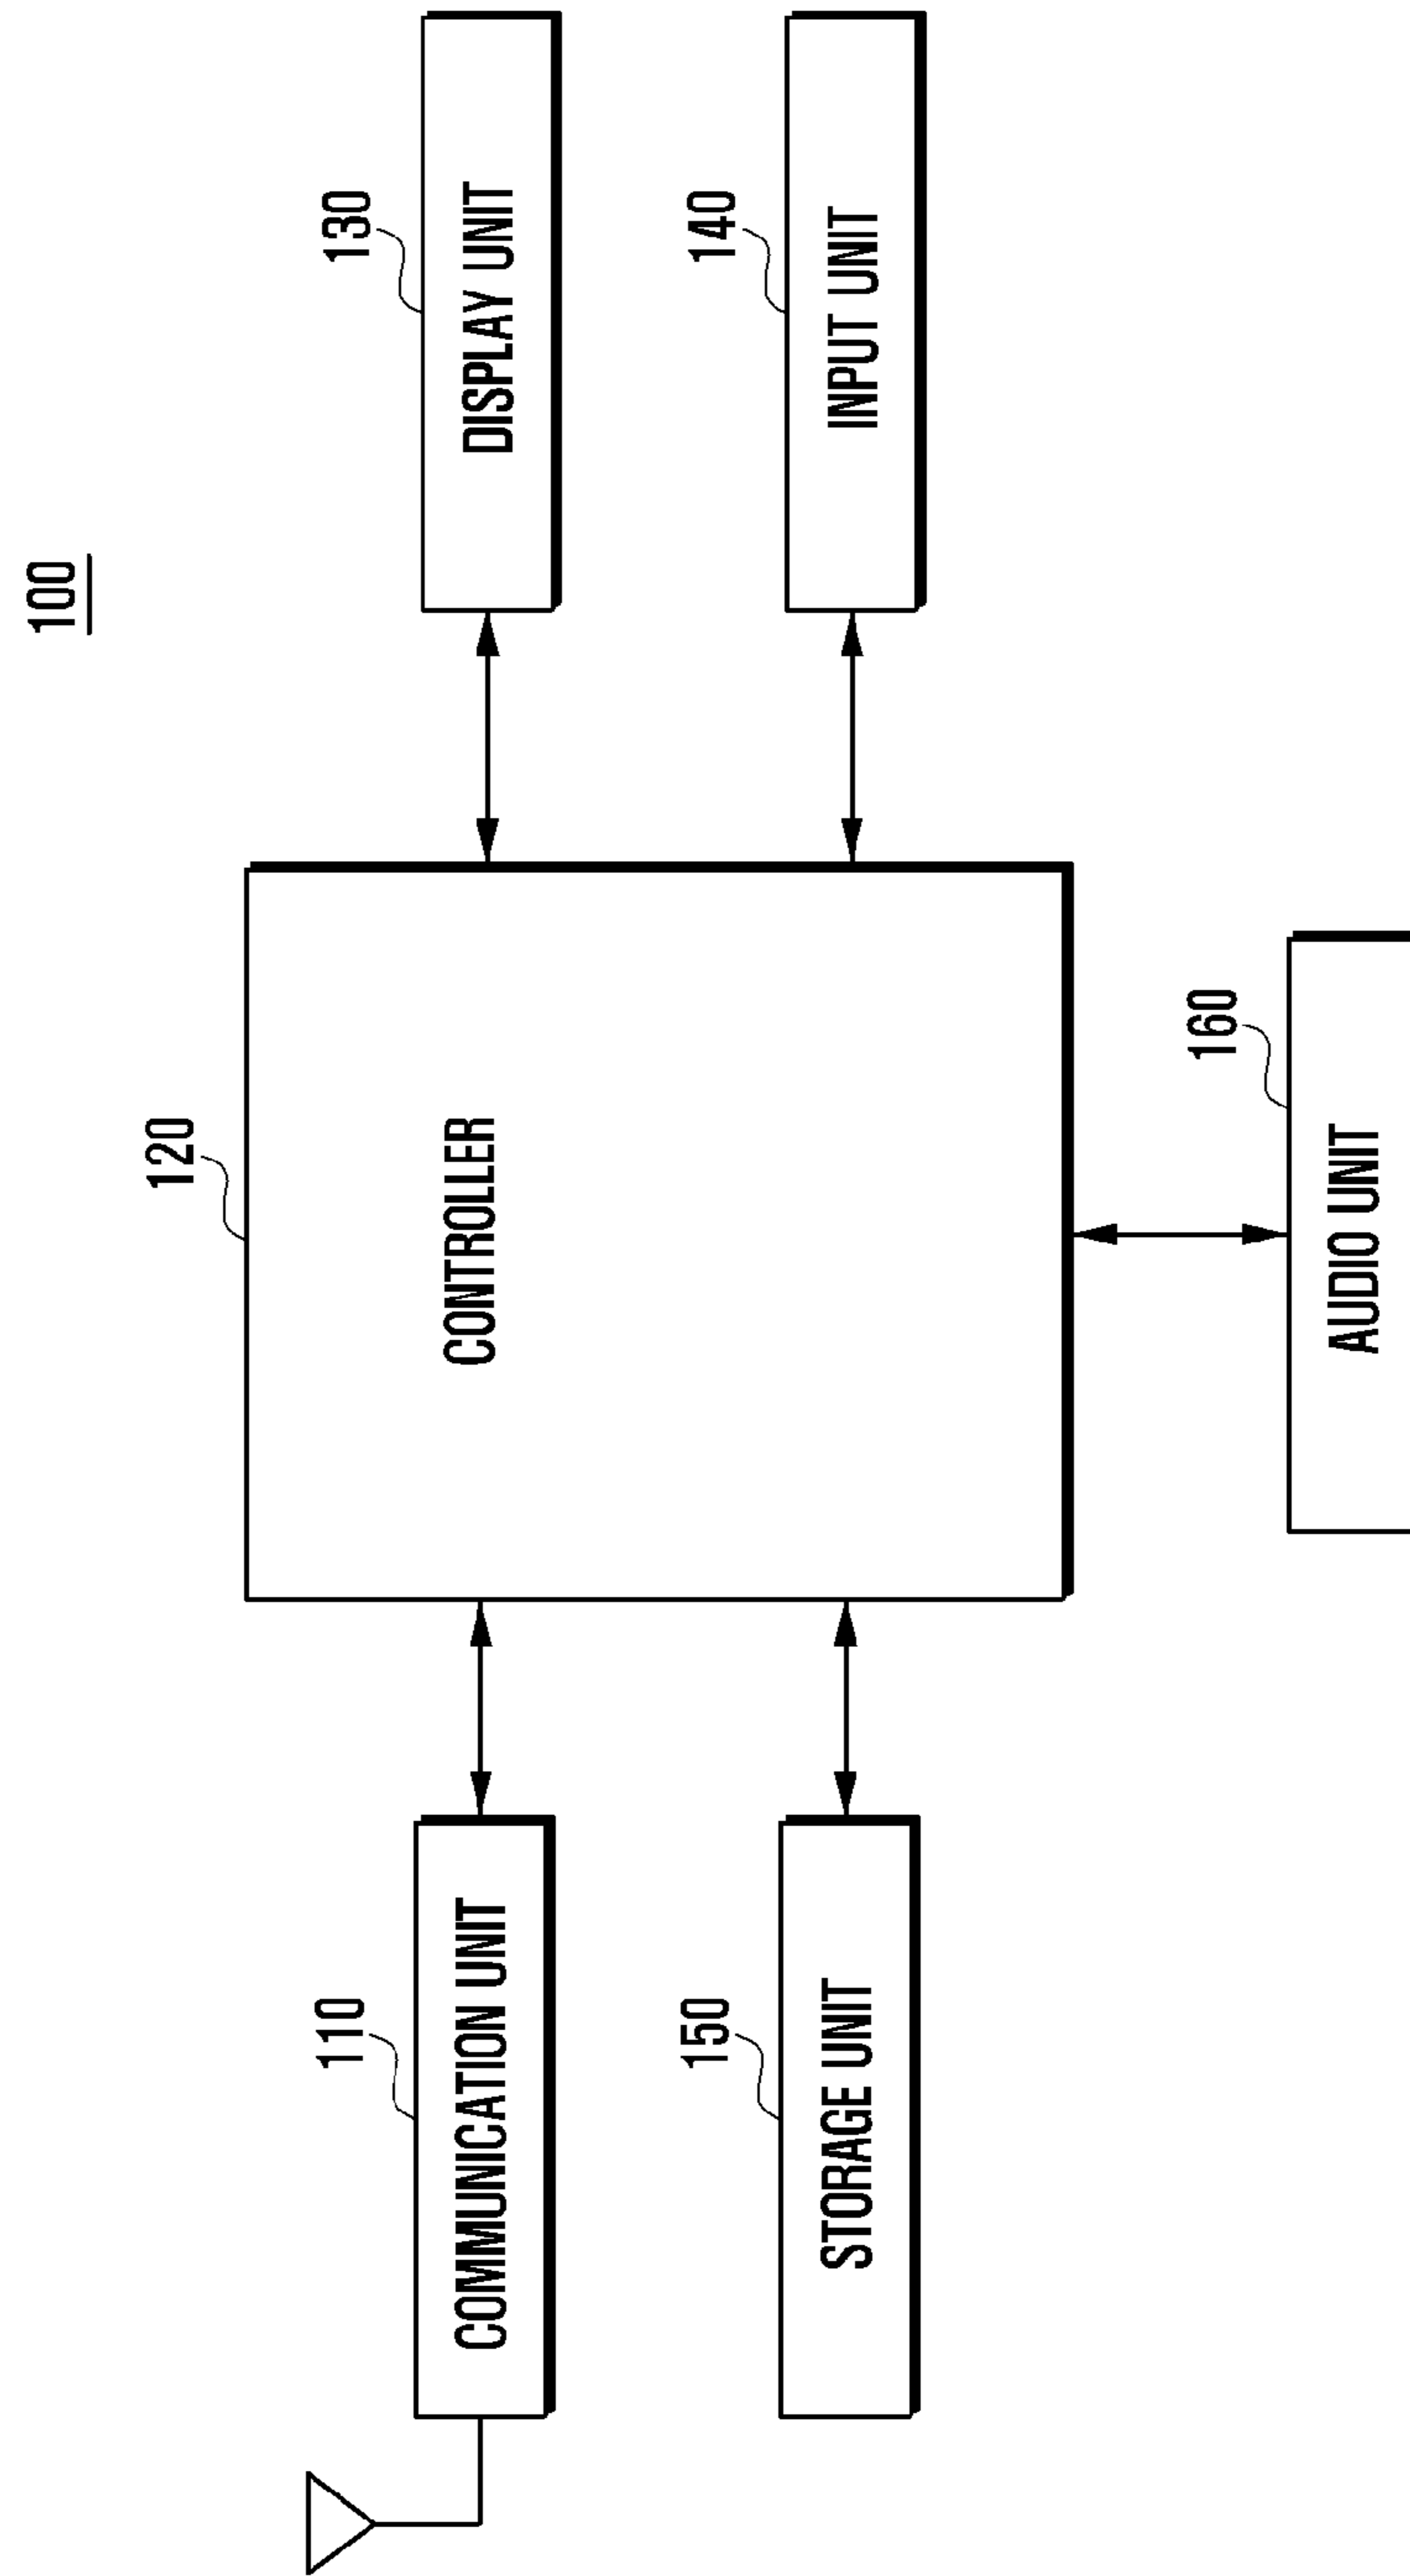 100
120
CONTROLLER
110
COMMUNICATION UNIT
130
DISPLAY UNIT
150
STORAGE UNIT
140
INPUT UNIT
160
AUDIO UNIT